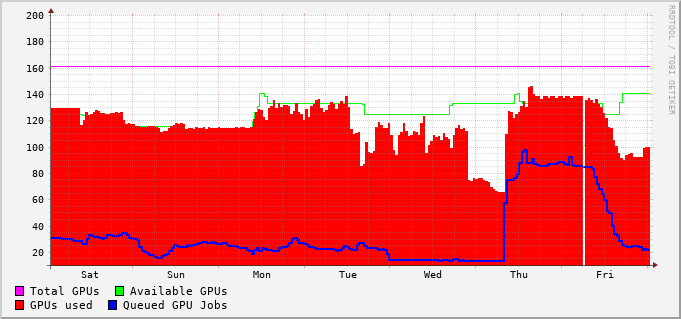 200
180
160
140
120
100
80
60
40
20
Sat Sun Mon Tue Wed Thu Fri
Total GPUs Available GPUs
GPUs used Queued GPU Jobs
RRDTOOL / TOBI OETIKER